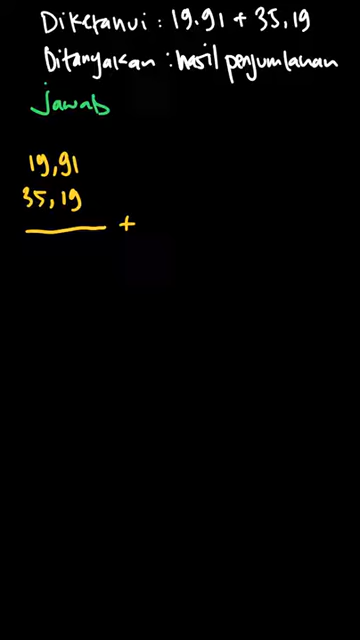 Diketahui : 19.91 + 35,19
Ditanyakan : hasil penjumlahan
jawab
19,91
35,19
+